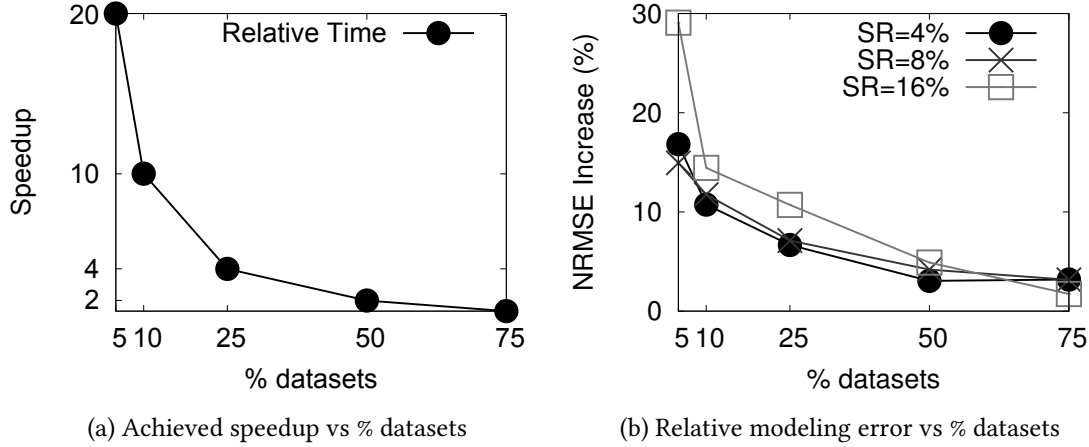 20
10
4
2
5 10 25 50 75
Speedup
% datasets
Relative Time
(a) Achieved speedup vs % datasets
30
20
10
0
5 10 25 50 75
NRMSE Increase (%)
% datasets
SR=4%
SR=8%
SR=16%
(b) Relative modeling error vs % datasets